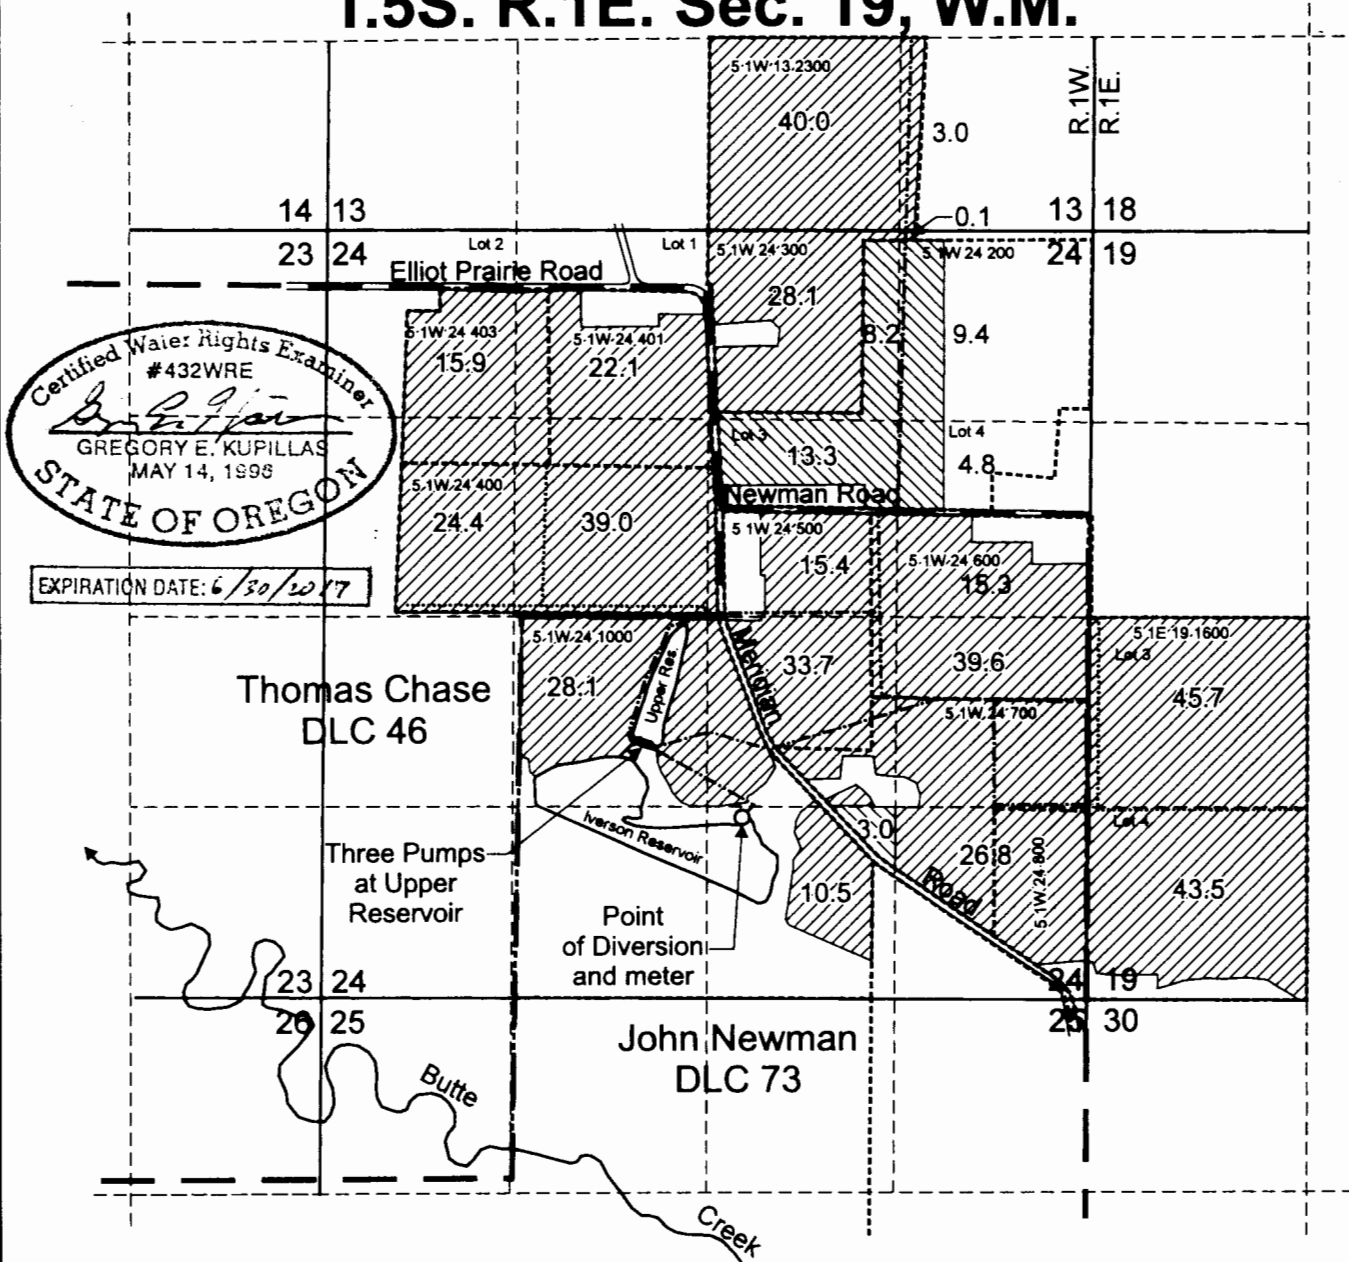 T.5S. R.1E. Sec. 19, W.M.
5 1W 13 2300
40.0
3.0
R.1W.
R.1E.
14 13
13 18
0.1
23 24
Lot 2
Lot 1
5 1W 24 300
5 1W 24 200
24 19
Elliot Prairie Road
28.1
8.2
9.4
5 1W 24 403
15.9
5 1W 24 401
22.1
Certified Water Rights Examiner
#432WRE
GREGORY E. KUPILLAS
MAY 14, 1996
STATE OF OREGON
EXPIRATION DATE: 6/30/2017
Lot 3
13.3
Lot 4
4.8
5 1W 24 400
24.4
39.0
Newman Road
5 1W 24 500
15.4
5 1W 24 600
15.3
5 1W 24 1000
28.1
Upper Res.
Meridian
33.7
39.6
5 1E 19 1600
Lot 3
45.7
Thomas Chase
DLC 46
5 1W 24 700
Iverson Reservoir
3.0
26.8
5 1W 24 800
Lot 4
43.5
10.5
Road
Three Pumps
at Upper
Reservoir
Point
of Diversion
and meter
23 24
24 19
26 25
25 30
John Newman
DLC 73
Butte
Creek